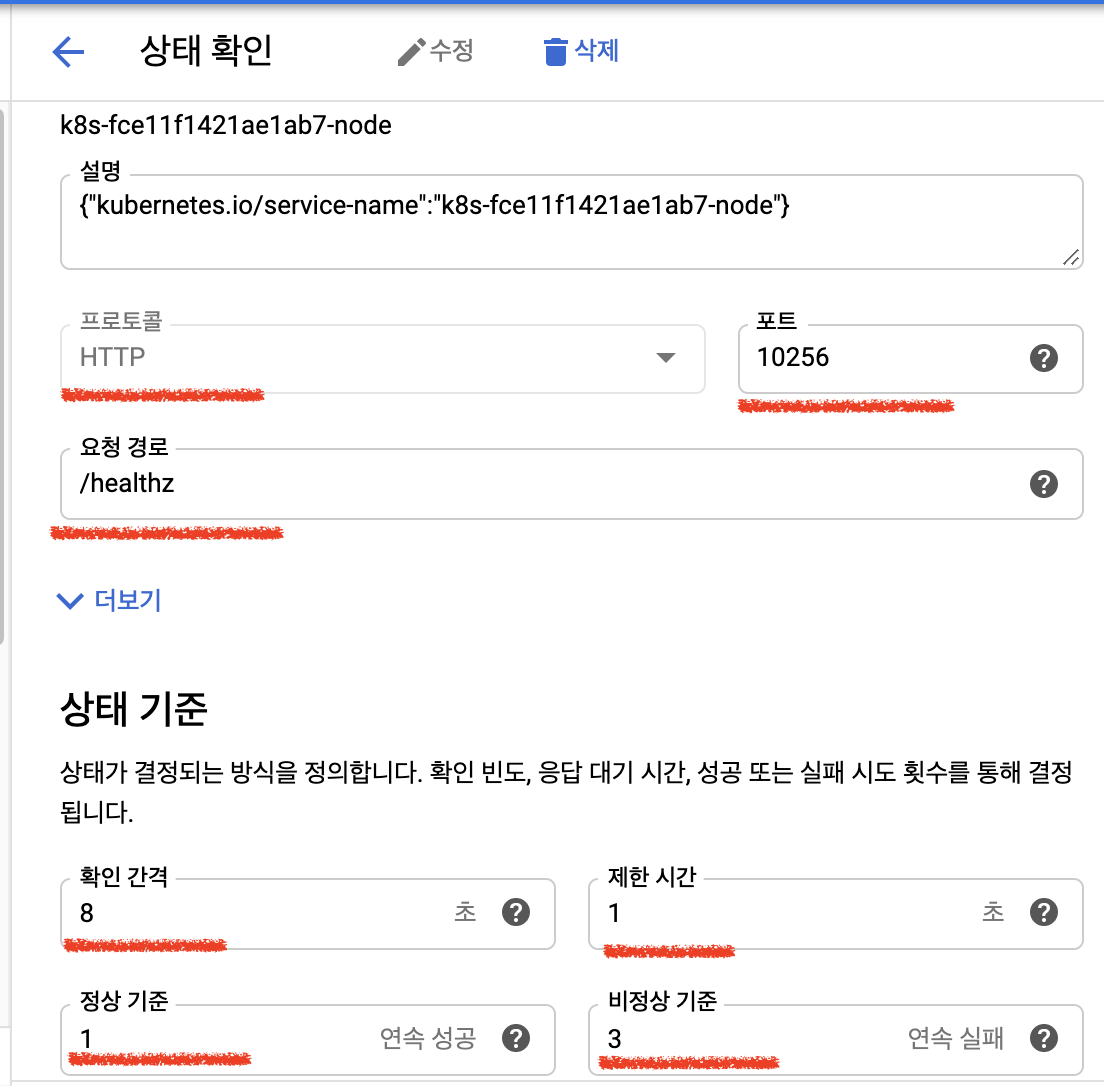 상태 확인
수정
삭제
k8s-fce11f1421ae1ab7-node
설명
{"kubernetes.io/service-name":"k8s-fce11f1421ae1ab7-node"}
프로토콜
포트
HTTP
10256
요청 경로
/healthz
더보기
상태 기준
상태가 결정되는 방식을 정의합니다. 확인 빈도, 응답 대기 시간, 성공 또는 실패 시도 횟수를 통해 결정
됩니다.
확인 간격
제한 시간
8 초
1 초
정상 기준
비정상 기준
1 연속 성공
3 연속 실패